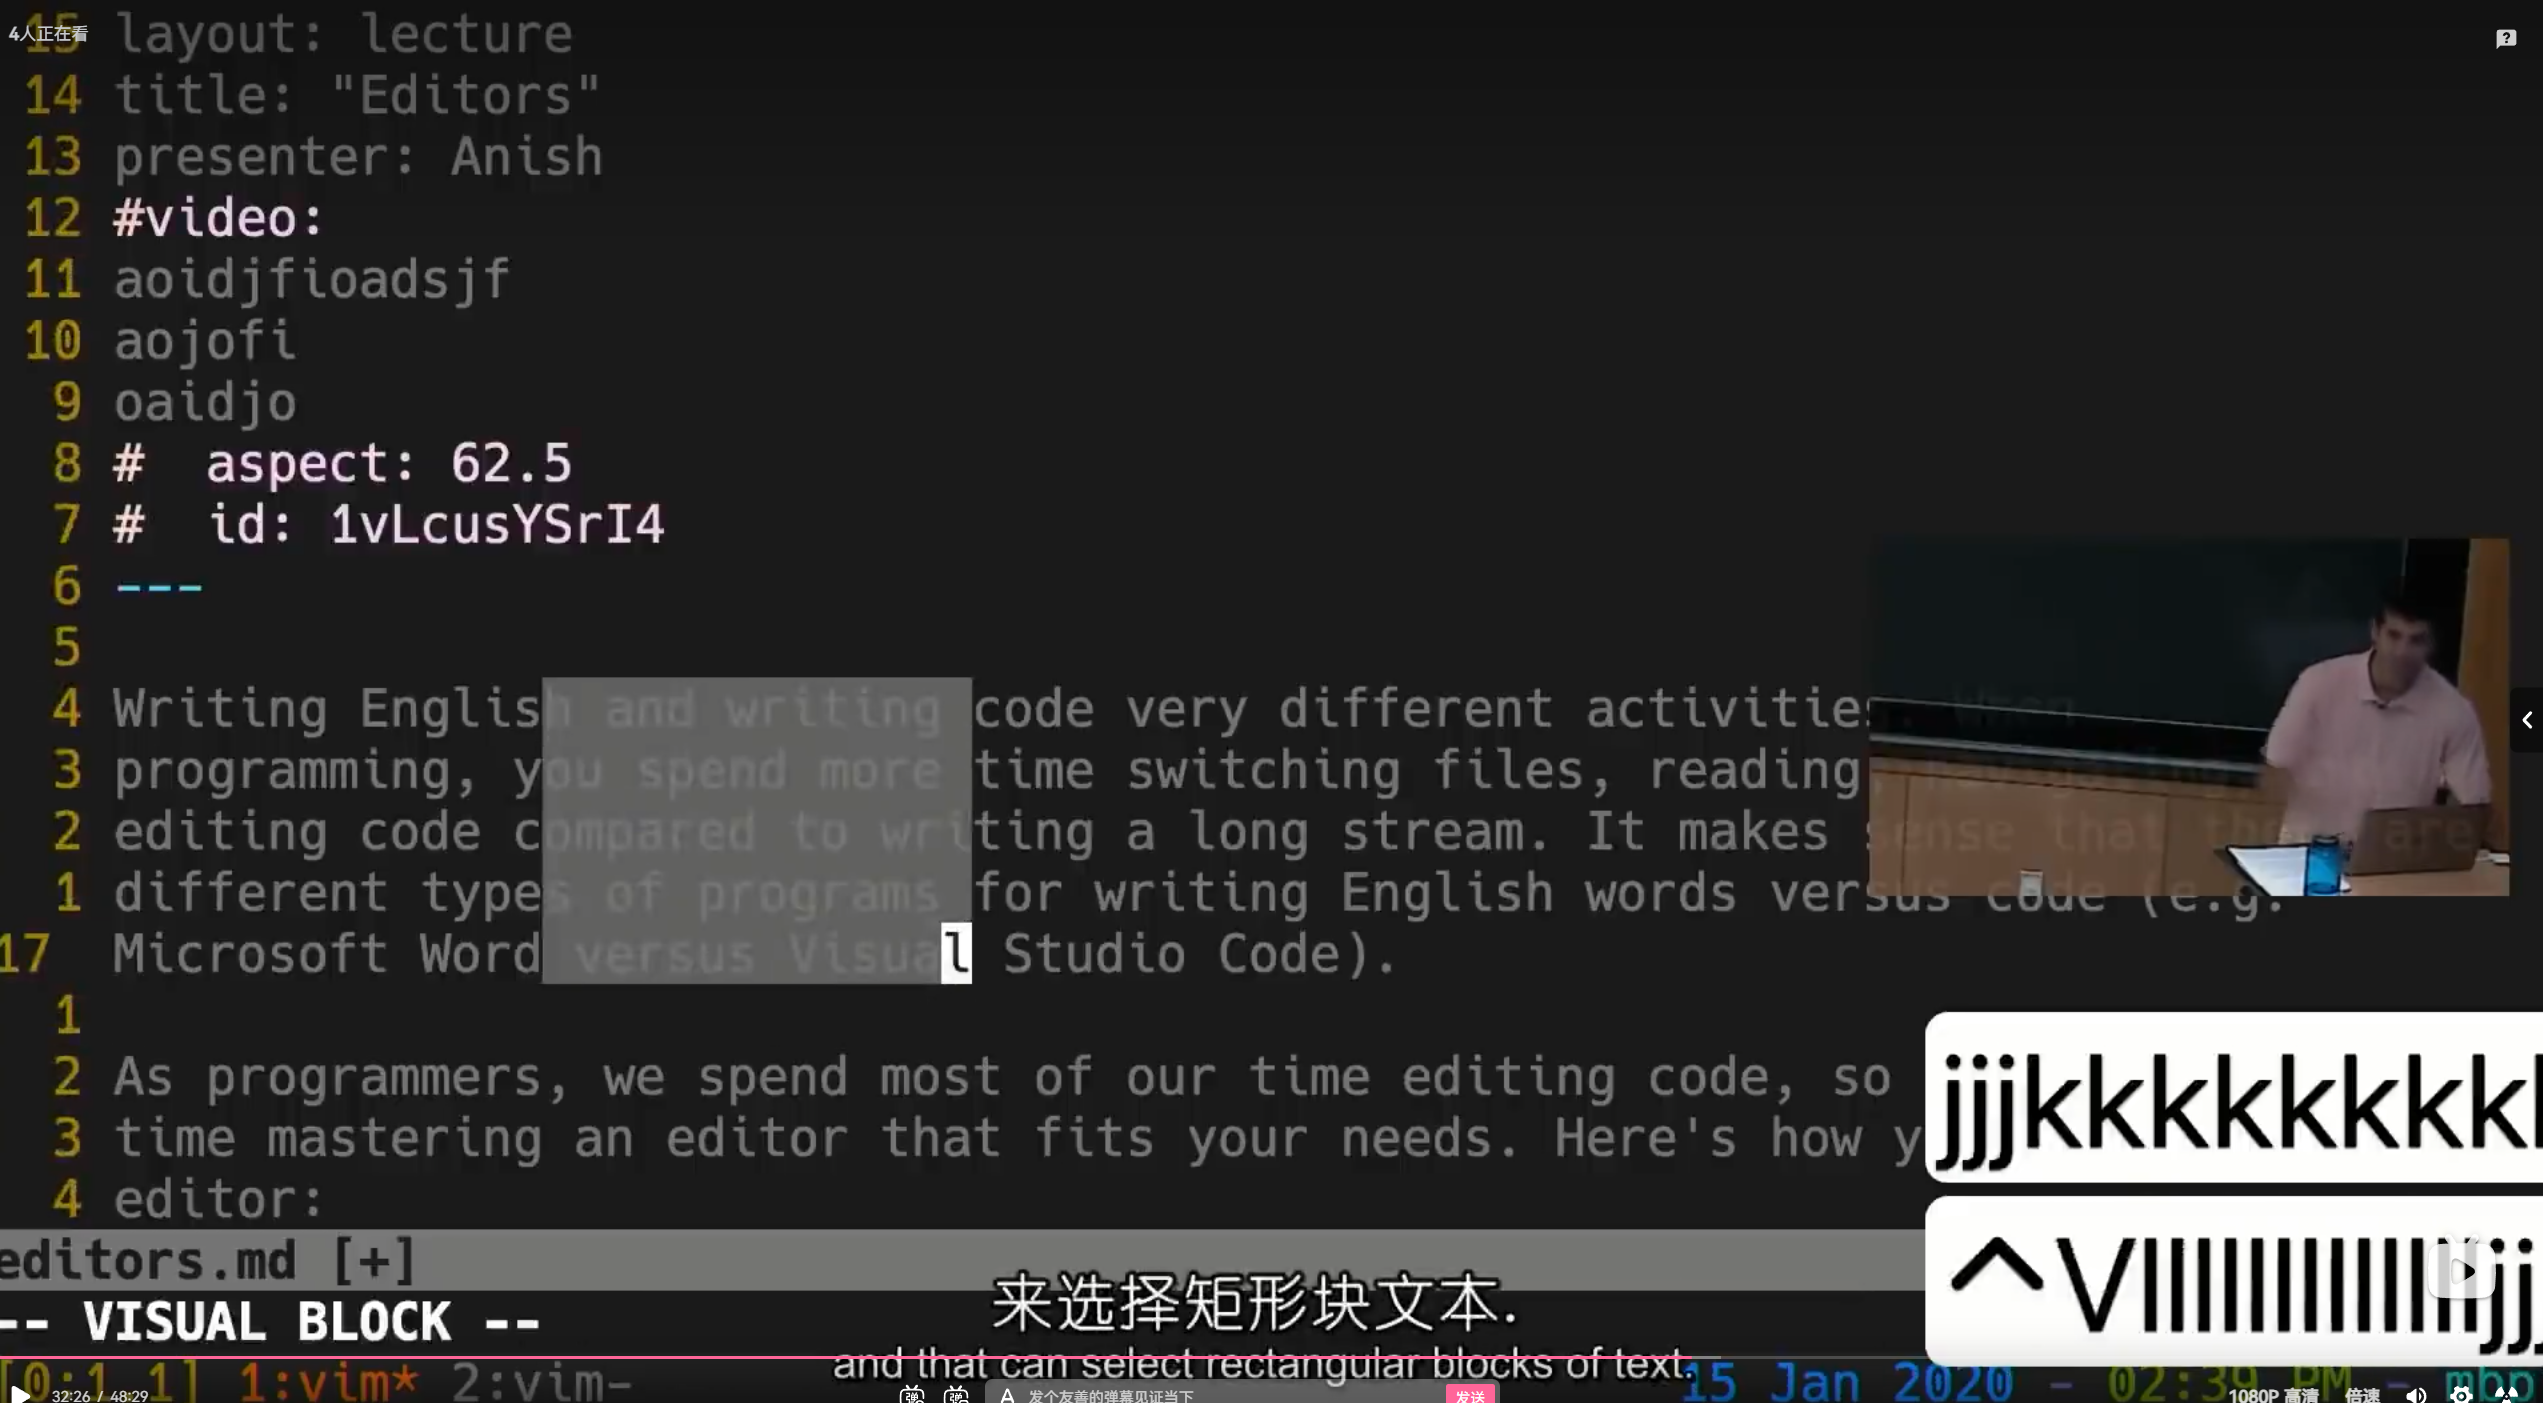 4人正在看
15 layout: lecture
14 title: "Editors"
13 presenter: Anish
12 #video:
11 aoidjfioadsjf
10 aojofi
9 oaidjo
8 #  aspect: 62.5
7 #  id: 1vLcusYSrI4
6 ---
5
4 Writing English and writing code very different activities. When
3 programming, you spend more time switching files, reading,
2 editing code compared to writing a long stream. It makes sense that there are
1 different types of programs for writing English words versus code (e.g.
17 Microsoft Word versus Visual Studio Code).
1
2 As programmers, we spend most of our time editing code, so
3 time mastering an editor that fits your needs. Here's how y
4 editor:
jjjkkkkkkkkk
editors.md [+]
^Vlllllllllllllljjj
来选择矩形块文本.
-- VISUAL BLOCK --
and that can select rectangular blocks of text.
[0:1.1] 1:vim* 2:vim- 15 Jan 2020 - 02:39 PM - mbp
32:26 / 48:29 弹 弹 A 发个友善的弹幕见证当下 发送 1080P 高清 倍速